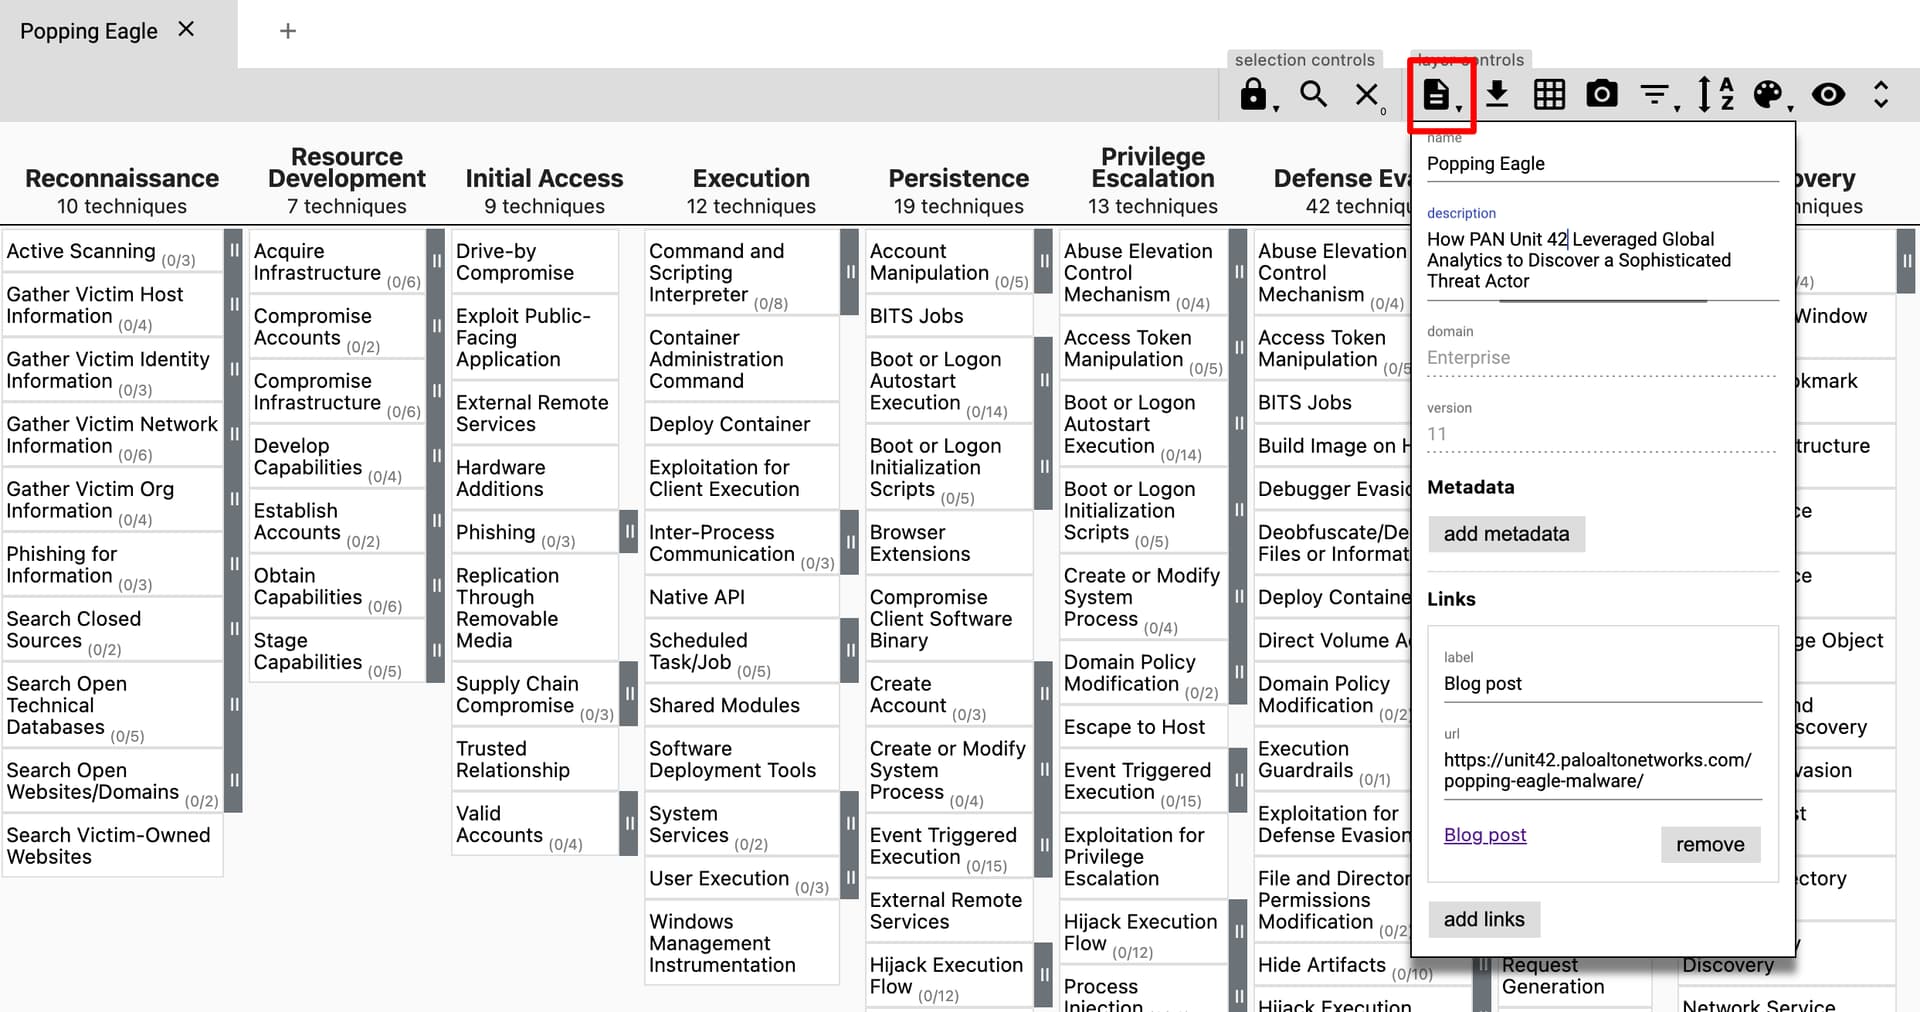 Popping Eagle
selection controls
layer controls
0
Reconnaissance
10 techniques
Active Scanning (0/3)
Gather Victim Host
Information (0/4)
Gather Victim Identity
Information (0/3)
Gather Victim Network
Information (0/6)
Gather Victim Org
Information (0/4)
Phishing for
Information (0/3)
Search Closed
Sources (0/2)
Search Open
Technical
Databases (0/5)
Search Open
Websites/Domains (0/2)
Search Victim-Owned
Websites
Resource
Development
7 techniques
Acquire
Infrastructure (0/6)
Compromise
Accounts (0/2)
Compromise
Infrastructure (0/6)
Develop
Capabilities (0/4)
Establish
Accounts (0/2)
Obtain
Capabilities (0/6)
Stage
Capabilities (0/5)
Initial Access
9 techniques
Drive-by
Compromise
Exploit Public-
Facing
Application
External Remote
Services
Hardware
Additions
Phishing (0/3)
Replication
Through
Removable
Media
Supply Chain
Compromise (0/3)
Trusted
Relationship
Valid
Accounts (0/4)
Execution
12 techniques
Command and
Scripting
Interpreter (0/8)
Container
Administration
Command
Deploy Container
Exploitation for
Client Execution
Inter-Process
Communication (0/3)
Native API
Scheduled
Task/Job (0/5)
Shared Modules
Software
Deployment Tools
System
Services (0/2)
User Execution (0/3)
Windows
Management
Instrumentation
Persistence
19 techniques
Account
Manipulation (0/5)
BITS Jobs
Boot or Logon
Autostart
Execution (0/14)
Boot or Logon
Initialization
Scripts (0/5)
Browser
Extensions
Compromise
Client Software
Binary
Create
Account (0/3)
Create or Modify
System
Process (0/4)
Event Triggered
Execution (0/15)
External Remote
Services
Hijack Execution
Flow (0/12)
Privilege
Escalation
13 techniques
Abuse Elevation
Control
Mechanism (0/4)
Access Token
Manipulation (0/5)
Boot or Logon
Autostart
Execution (0/14)
Boot or Logon
Initialization
Scripts (0/5)
Create or Modify
System
Process (0/4)
Domain Policy
Modification (0/2)
Escape to Host
Event Triggered
Execution (0/15)
Exploitation for
Privilege
Escalation
Hijack Execution
Flow (0/12)
Process
Injection
Defense Eva
42 techniqu
Abuse Elevation
Control
Mechanism (0/4)
Access Token
Manipulation (0/5
BITS Jobs
Build Image on H
Debugger Evasio
Deobfuscate/De
Files or Informat
Deploy Containe
Direct Volume A
Domain Policy
Modification (0/2
Execution
Guardrails (0/1)
Exploitation for
Defense Evasion
File and Director
Permissions
Modification (0/2
Hide Artifacts (0/10)
Hijack Execution
name
Popping Eagle
description
How PAN Unit 42 Leveraged Global
Analytics to Discover a Sophisticated
Threat Actor
domain
Enterprise
version
11
Metadata
add metadata
Links
label
Blog post
url
https://unit42.paloaltonetworks.com/
popping-eagle-malware/
Blog post
remove
add links
Request
Generation
overy
niques
/4)
Window
okmark
tructure
ce
ce
ge Object
nd
scovery
vasion
st
ctory
y
Discovery
Network Service